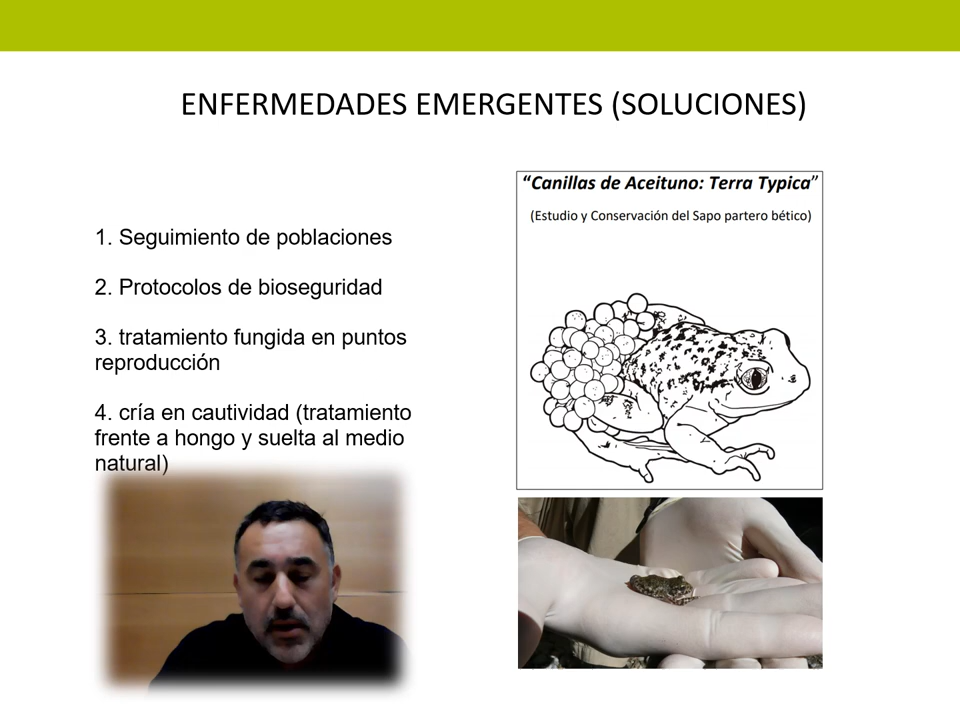 ENFERMEDADES EMERGENTES (SOLUCIONES)
1. Seguimiento de poblaciones
2. Protocolos de bioseguridad
3. tratamiento fungida en puntos
reproducción
4. cría en cautividad (tratamiento
frente a hongo y suelta al medio
natural)
“Canillas de Aceituno: Terra Typica”
(Estudio y Conservación del Sapo partero bético)